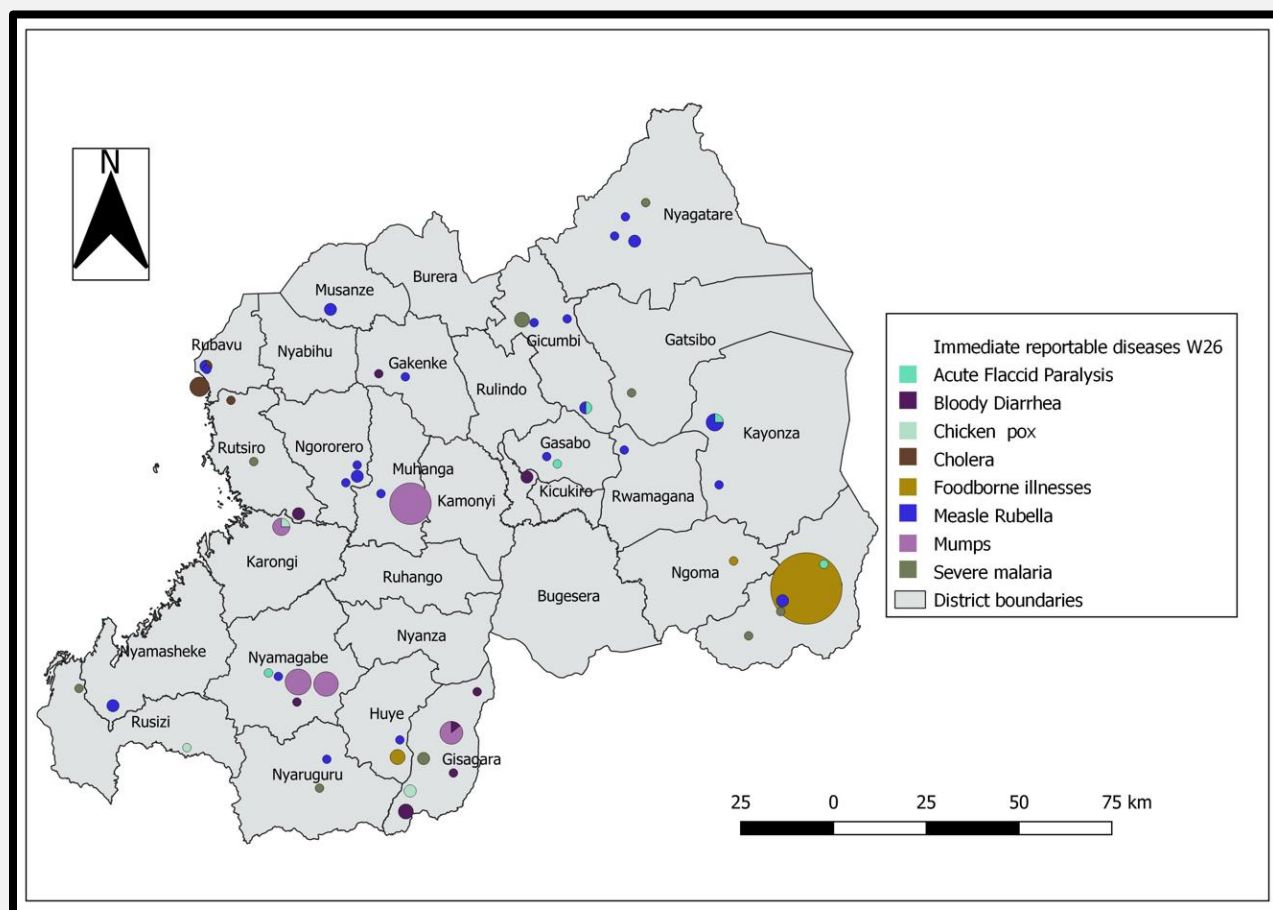 N
Nyagatare
Burera
Musanze
Gicumbi
Gatsibo
Rubavu
Nyabihu
Gakenke
Rulindo
Kayonza
Rutsiro
Ngororero
Gasabo
Muhanga
Kamonyi
Kicukiro
Rwamagana
Karongi
Ruhango
Ngoma
Bugesera
Nyanza
Nyamasheke
Nyamagabe
Huye
Rusizi
Gisagara
Nyaruguru
Immediate reportable diseases W26
Acute Flaccid Paralysis
Bloody Diarrhea
Chicken pox
Cholera
Foodborne illnesses
Measle Rubella
Mumps
Severe malaria
District boundaries
25 0 25 50 75 km